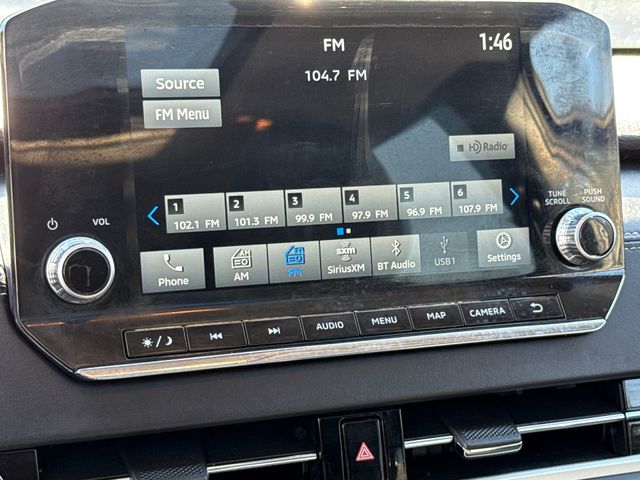 FM
1:46
104.7 FM
Source
FM Menu
HD Radio
TUNE SCROLL
PUSH SOUND
VOL
1 102.1 FM
2 101.3 FM
3 99.9 FM
4 97.9 FM
5 96.9 FM
6 107.9 FM
Phone
AM
AM
FM
FM
sxm
SiriusXM
BT Audio
USB1
Settings
AUDIO
MENU
MAP
CAMERA